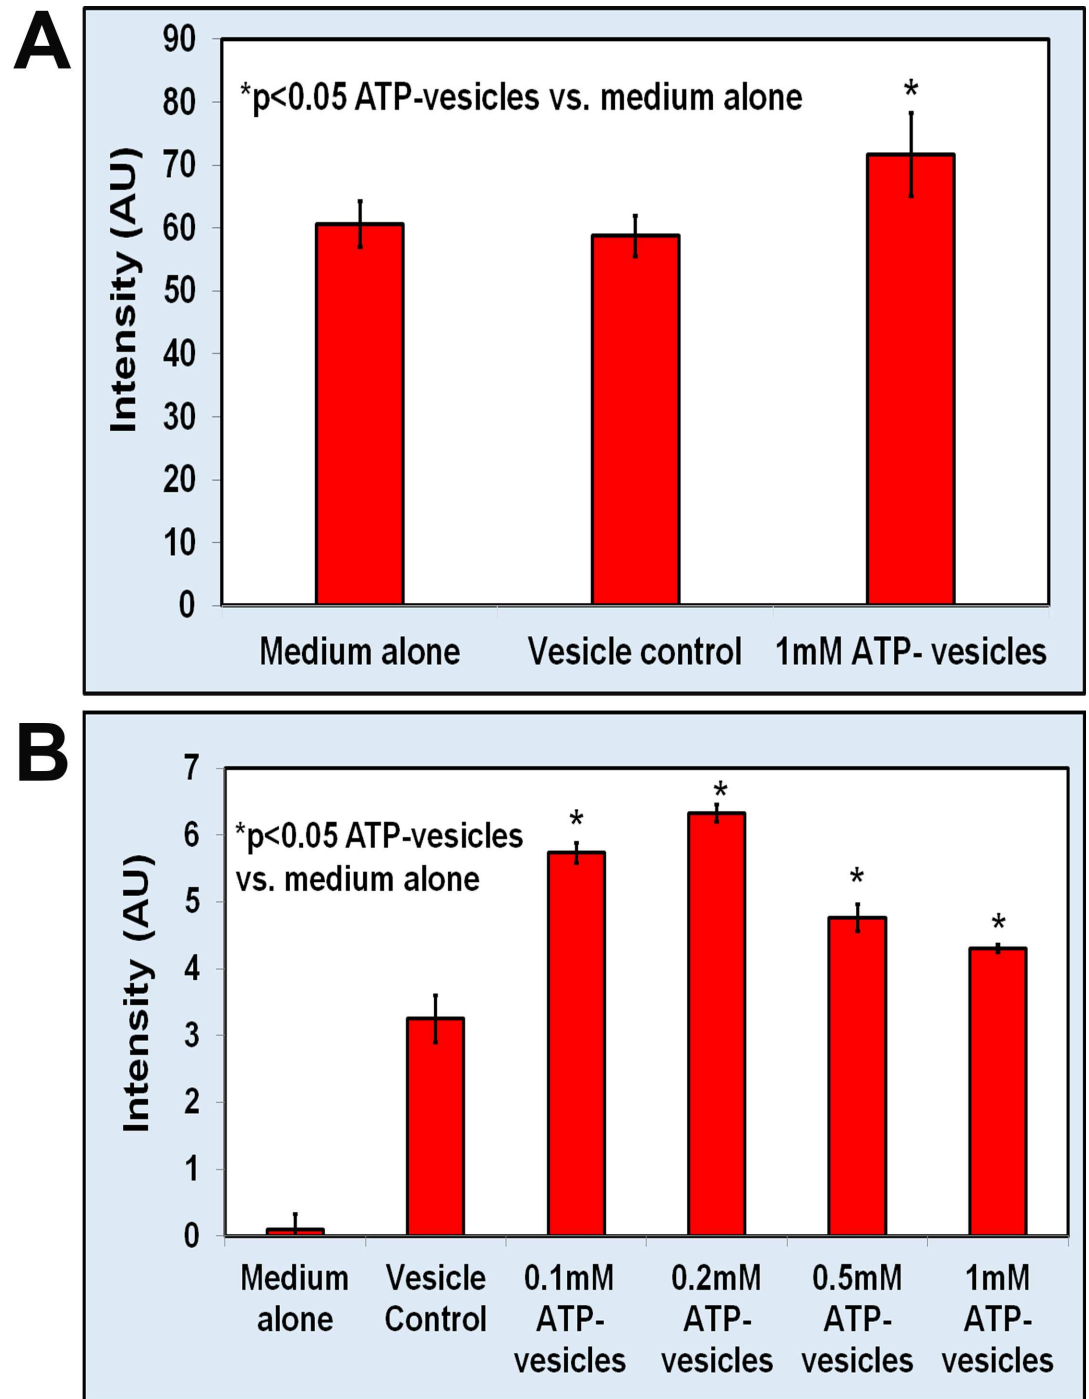 A
90
80
70
60
50
40
30
20
10
0
Intensity (AU)
*p<0.05 ATP-vesicles vs. medium alone
*
Medium alone
Vesicle control
1mM ATP- vesicles
B
7
6
5
4
3
2
1
0
Intensity (AU)
*p<0.05 ATP-vesicles
vs. medium alone
*
*
*
*
Medium
alone
Vesicle
Control
0.1mM
ATP-
vesicles
0.2mM
ATP-
vesicles
0.5mM
ATP-
vesicles
1mM
ATP-
vesicles